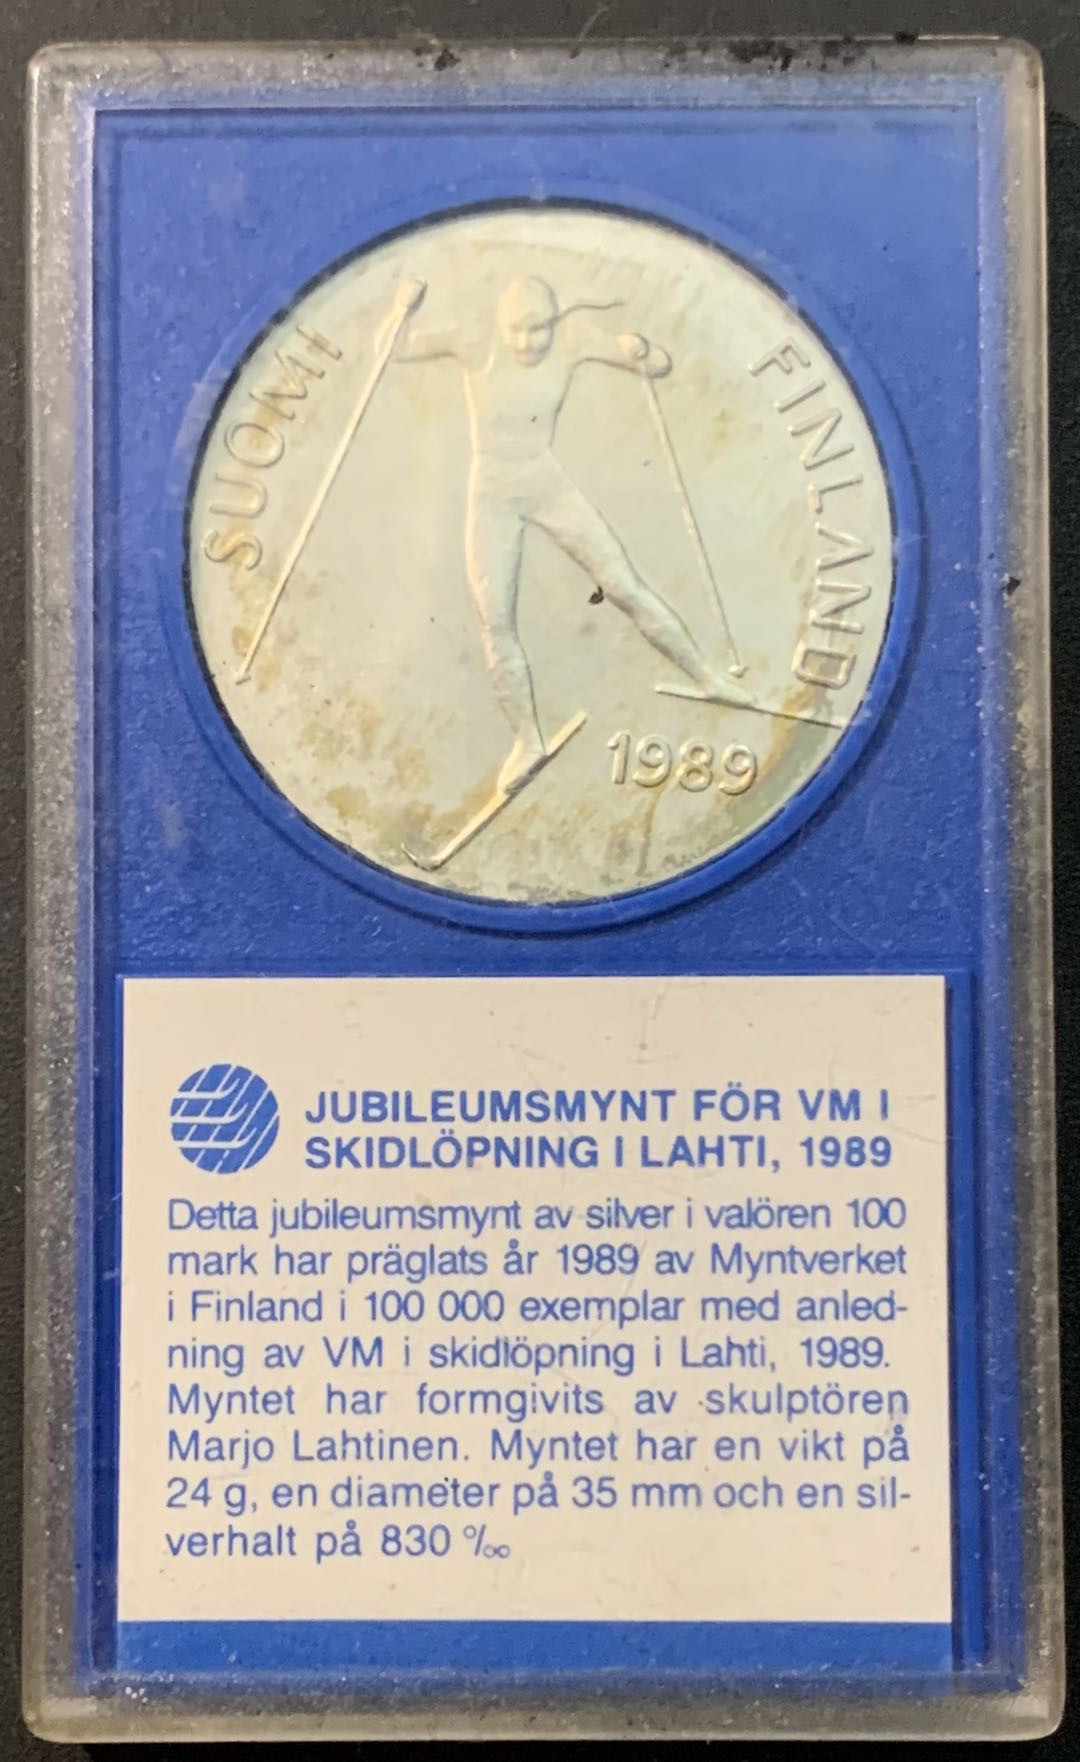 SUOMI
FINLAND
1989
JUBILEUMSMYNT FÖR VM I
SKIDLÖPNING I LAHTI, 1989
Detta jubileumsmynt av silver i valören 100
mark har präglats år 1989 av Myntverket
i Finland i 100 000 exemplar med anled-
ning av VM i skidlöpning i Lahti, 1989.
Myntet har formgivits av skulptören
Marjo Lahtinen. Myntet har en vikt på
24 g, en diameter på 35 mm och en sil-
verhalt på 830 ‰